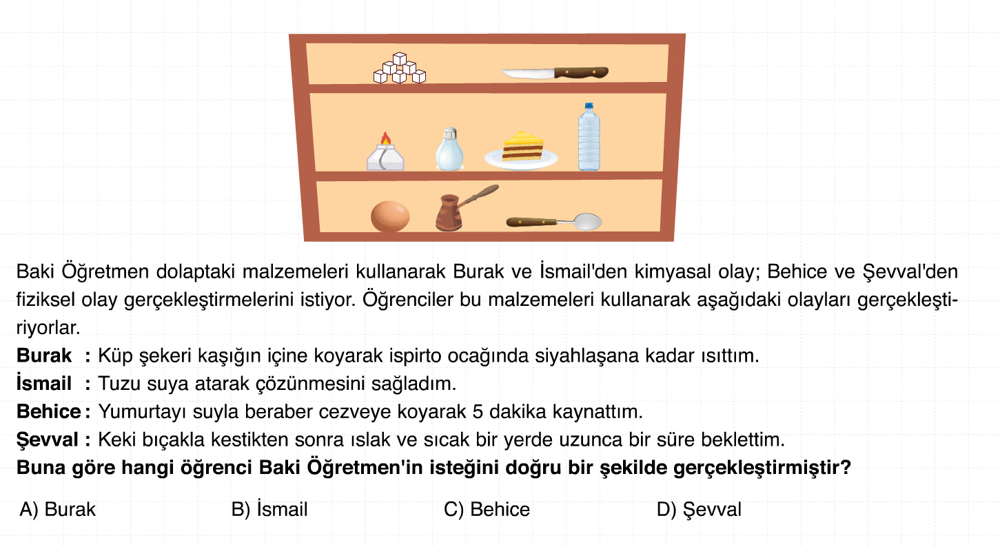 Baki Öğretmen dolaptaki malzemeleri kullanarak Burak ve İsmail'den kimyasal olay; Behice ve Şevval'den
fiziksel olay gerçekleştirmelerini istiyor. Öğrenciler bu malzemeleri kullanarak aşağıdaki olayları gerçekleşti-
riyorlar.
Burak : Küp şekeri kaşığın içine koyarak ispirto ocağında siyahlaşana kadar ısıttım.
İsmail : Tuzu suya atarak çözünmesini sağladım.
Behice : Yumurtayı suyla beraber cezveye koyarak 5 dakika kaynattım.
Şevval : Keki bıçakla kestikten sonra ıslak ve sıcak bir yerde uzunca bir süre beklettim.
Buna göre hangi öğrenci Baki Öğretmen'in isteğini doğru bir şekilde gerçekleştirmiştir?
A) Burak B) İsmail C) Behice D) Şevval